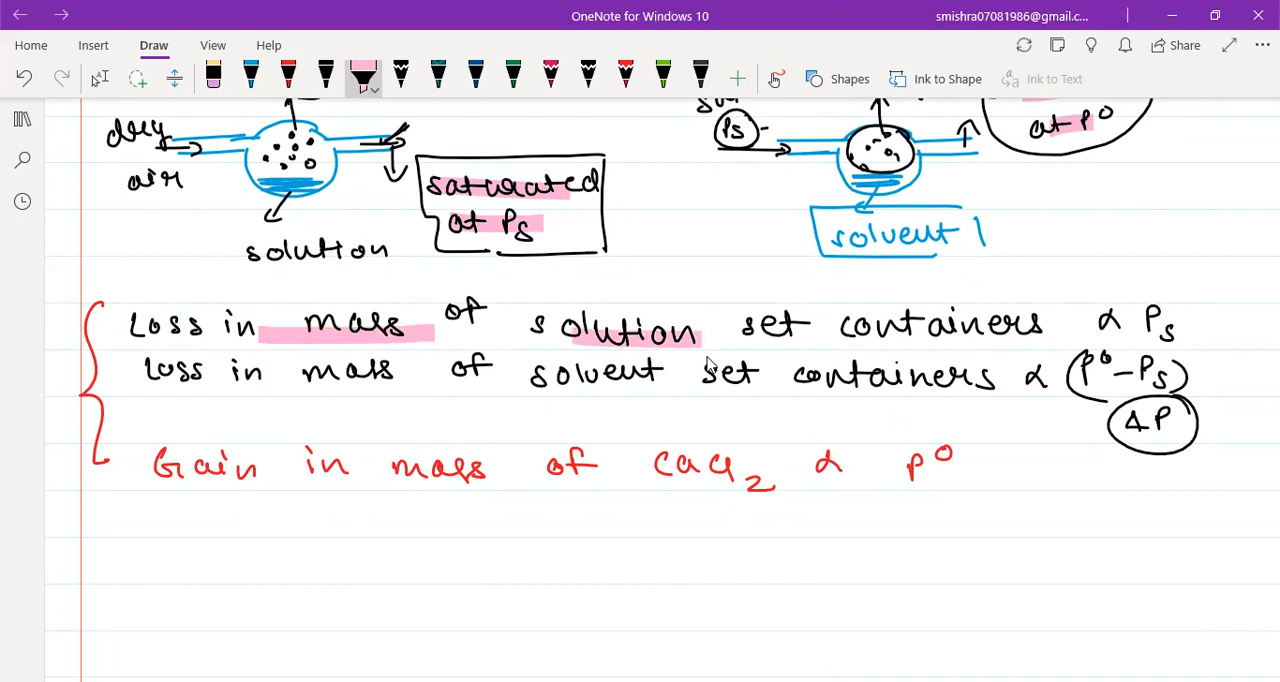 OneNote for Windows 10
smishra07081986@gmail.c...
Home Insert Draw View Help
Share
Shapes
Ink to Shape
Ink to Text
dry
air
solution
saturated
at Ps
Ps
at P°
solvent 1
Loss in mass of solution set containers α Ps
loss in mass of solvent set containers α (P° - Ps)
ΔP
Gain in mass of CaCl2 α P°